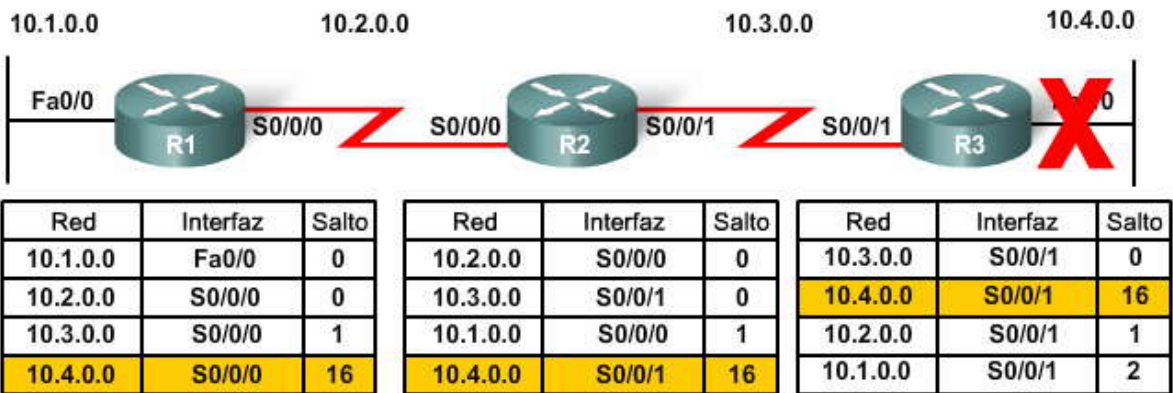 10.1.0.0 10.2.0.0 10.3.0.0 10.4.0.0
Fa0/0 S0/0/0 S0/0/0 S0/0/1 S0/0/1
R1 R2 R3
Red Interfaz Salto
10.1.0.0 Fa0/0 0
10.2.0.0 S0/0/0 0
10.3.0.0 S0/0/0 1
10.4.0.0 S0/0/0 16
Red Interfaz Salto
10.2.0.0 S0/0/0 0
10.3.0.0 S0/0/1 0
10.1.0.0 S0/0/0 1
10.4.0.0 S0/0/1 16
Red Interfaz Salto
10.3.0.0 S0/0/1 0
10.4.0.0 S0/0/1 16
10.2.0.0 S0/0/1 1
10.1.0.0 S0/0/1 2